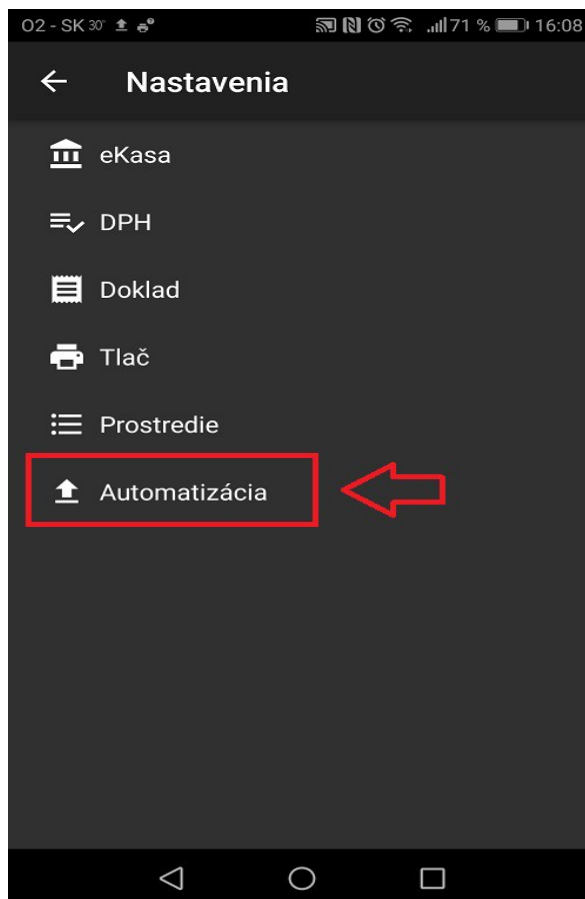 O2 - SK 30° 71 % 16:08
Nastavenia
eKasa
DPH
Doklad
Tlač
Prostredie
Automatizácia